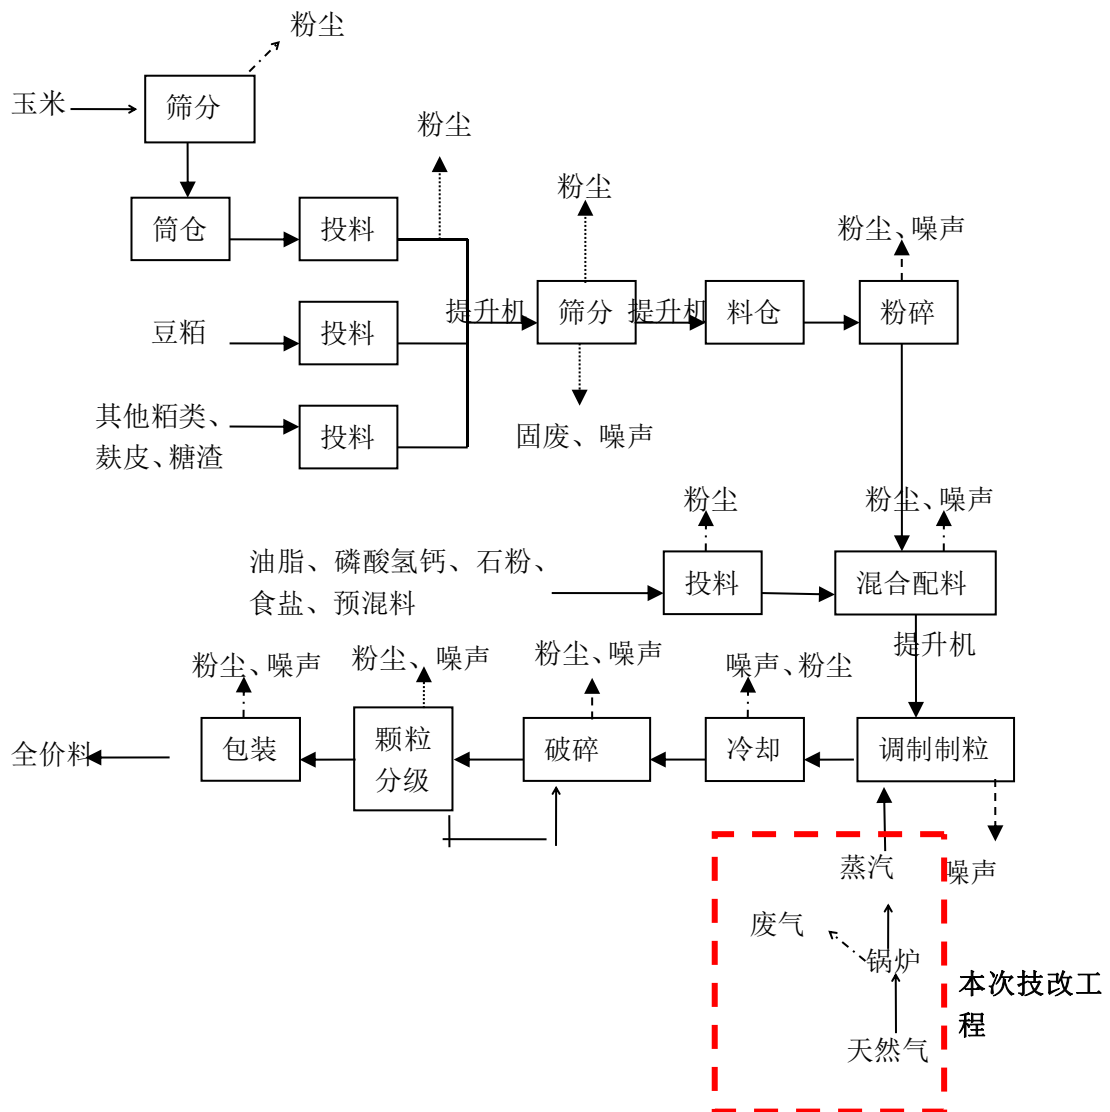 粉尘
玉米
筛分
粉尘
粉尘
筒仓
投料
粉尘、噪声
提升机
筛分
提升机
料仓
粉碎
豆粕
投料
其他粕类、
麸皮、糖渣
投料
固废、噪声
粉尘
粉尘、噪声
油脂、磷酸氢钙、石粉、
食盐、预混料
投料
混合配料
提升机
粉尘、噪声
粉尘、噪声
粉尘、噪声
噪声、粉尘
全价料
包装
颗粒
分级
破碎
冷却
调制制粒
蒸汽
噪声
废气
锅炉
本次技改工
程
天然气